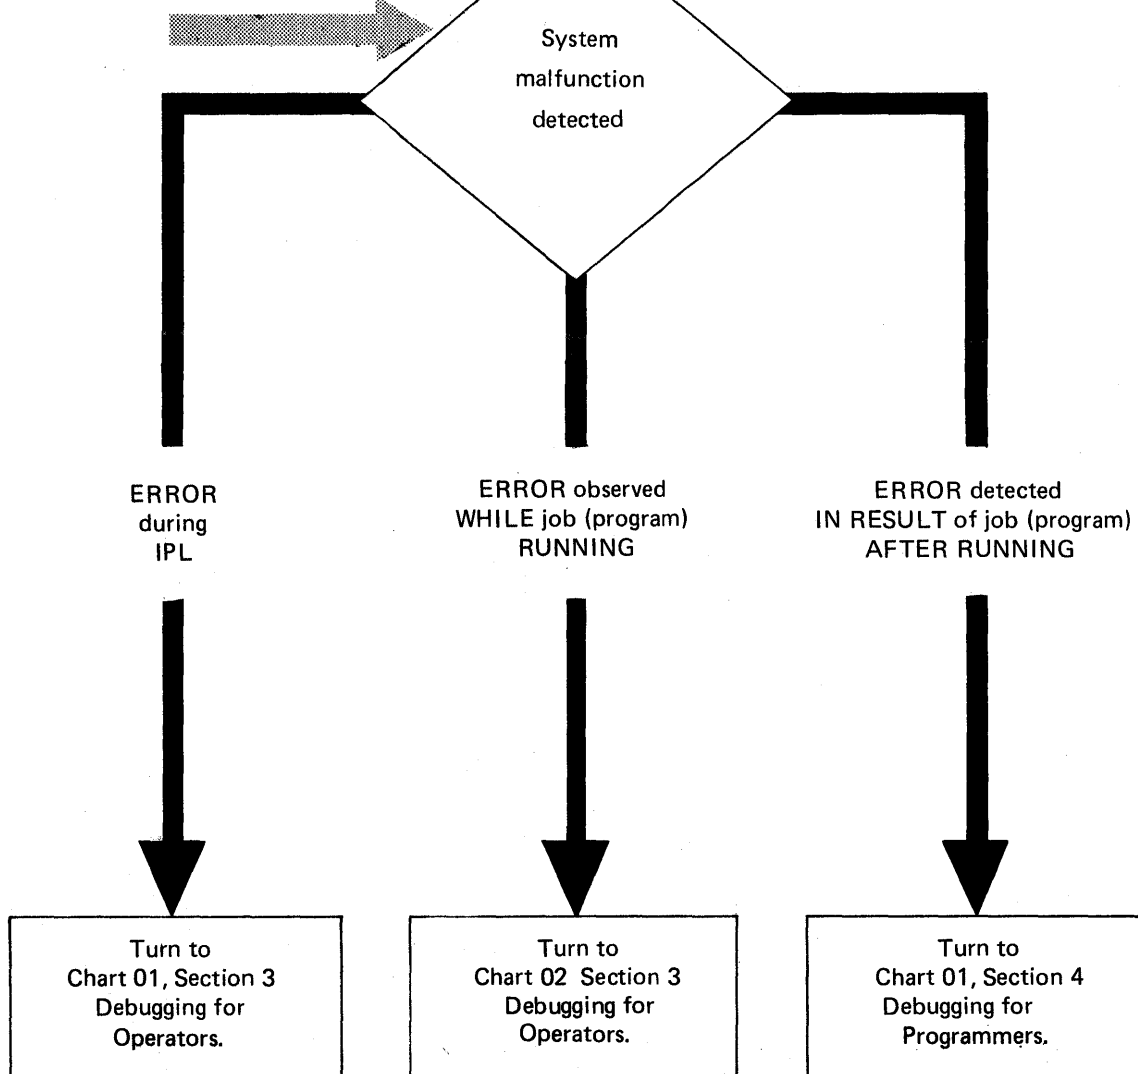 System
malfunction
detected
ERROR
during
IPL
ERROR observed
WHILE job (program)
RUNNING
ERROR detected
IN RESULT of job (program)
AFTER RUNNING
Turn to
Chart 01, Section 3
Debugging for
Operators.
Turn to
Chart 02 Section 3
Debugging for
Operators.
Turn to
Chart 01, Section 4
Debugging for
Programmers.